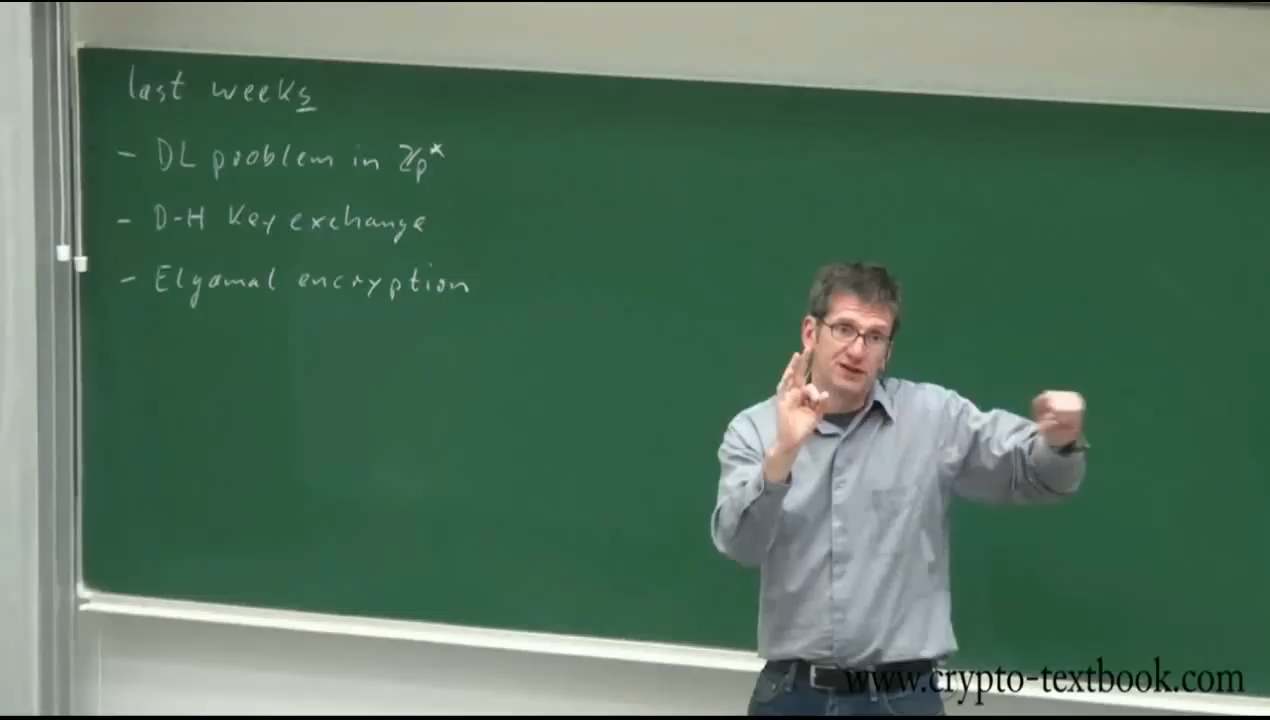 last weeks
- DL problem in ℤp*
- D-H Key exchange
- Elgamal encryption
www.crypto-textbook.com